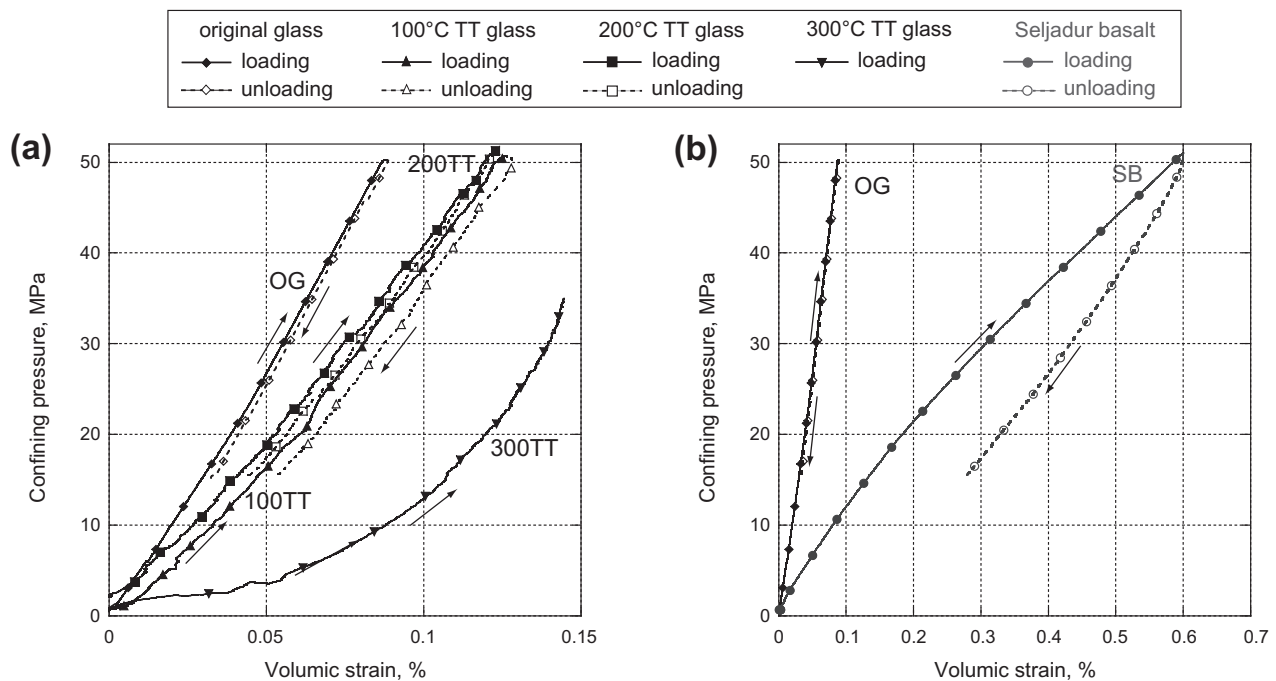 original glass 100°C TT glass 200°C TT glass 300°C TT glass Seljadur basalt
loading loading loading loading loading
unloading unloading unloading unloading
(a)
50
40
30
20
10
0
0 0.05 0.1 0.15
Confining pressure, MPa
Volumic strain, %
200TT
OG
100TT
300TT
(b)
50
40
30
20
10
0
0 0.1 0.2 0.3 0.4 0.5 0.6 0.7
Confining pressure, MPa
Volumic strain, %
OG
SB